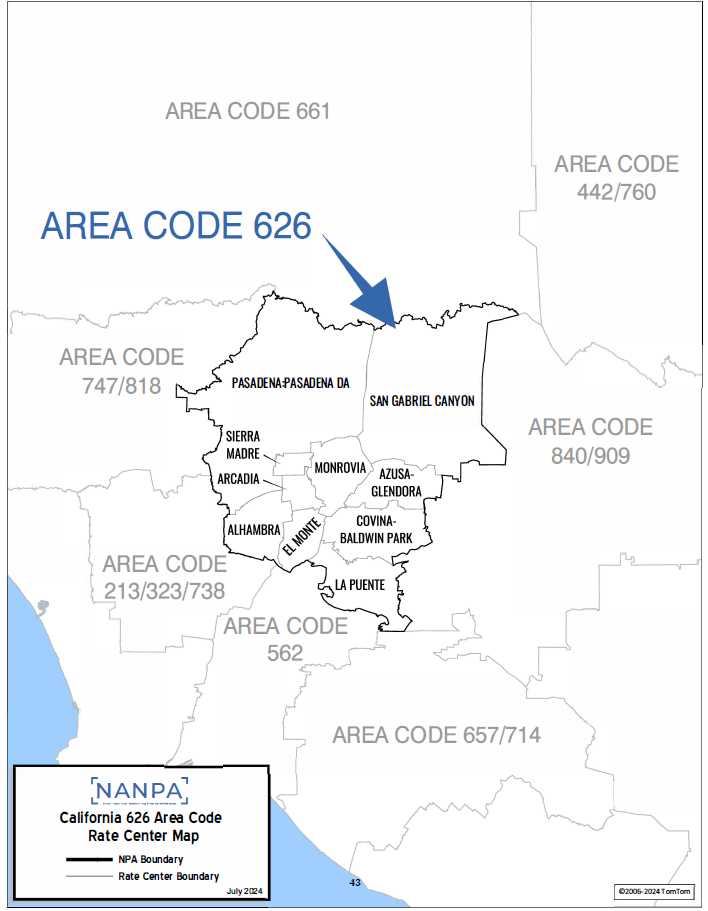 AREA CODE 661
AREA CODE
442/760
AREA CODE 626
AREA CODE
747/818
PASADENA:PASADENA DA
SAN GABRIEL CANYON
AREA CODE
840/909
SIERRA
MADRE
ARCADIA
MONROVIA
AZUSA-
GLENDORA
ALHAMBRA
EL MONTE
COVINA-
BALDWIN PARK
LA PUENTE
AREA CODE
213/323/738
AREA CODE
562
AREA CODE 657/714
NANPA
California 626 Area Code
Rate Center Map
NPA Boundary
Rate Center Boundary
July 2024
43
©2006-2024 TomTom